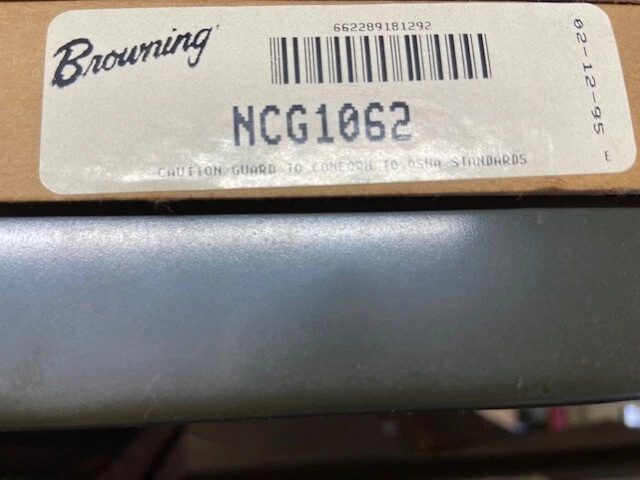 Browning
662289181292
NCG1062
CAUTION GUARD TO CONFORM TO OSHA STANDARDS
02-12-95 E